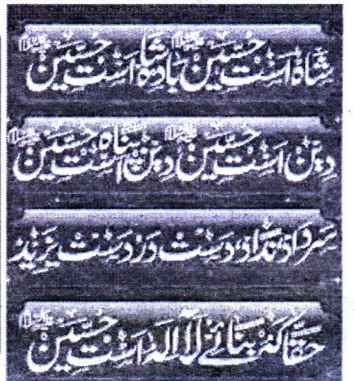 شاہ است حسین بادشاہ است حسین
دین است حسین دین پناہ است حسین
سرداد نداد دست در دست یزید
حقا کہ بنائے لا الہ است حسین